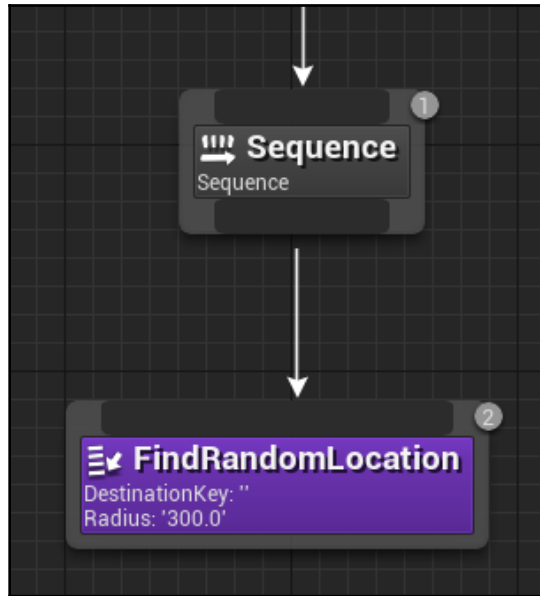 1
Sequence
Sequence
2
FindRandomLocation
DestinationKey: ''
Radius: '300.0'